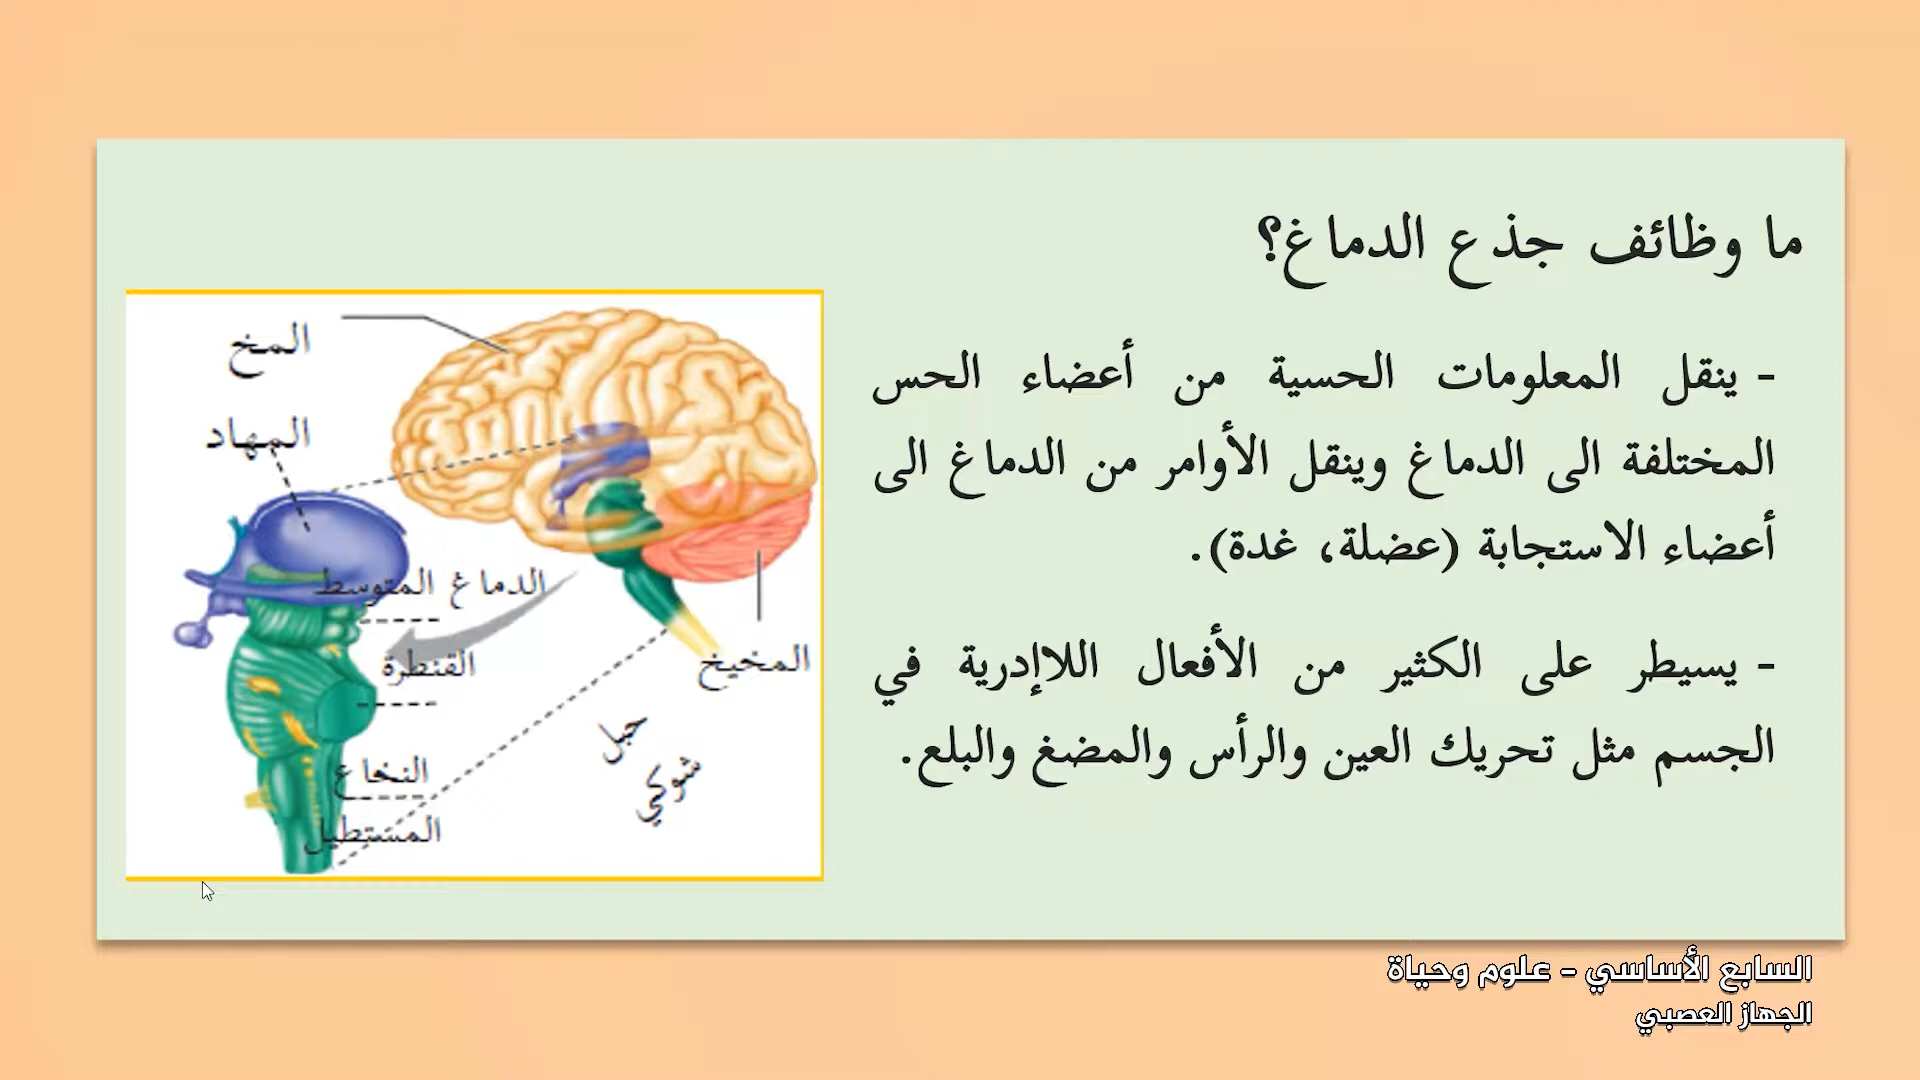 ما وظائف جذع الدماغ؟
- ينقل المعلومات الحسية من أعضاء الحس
المختلفة الى الدماغ وينقل الأوامر من الدماغ الى
أعضاء الاستجابة (عضلة، غدة).
- يسيطر على الكثير من الأفعال اللاإدرية في
الجسم مثل تحريك العين والرأس والمضغ والبلع.
المخ
المهاد
الدماغ المتوسط
القنطرة
المخيخ
حبل
شوكي
النخاع
المستطيل
السابع الأساسي - علوم وحياة
الجهاز العصبي